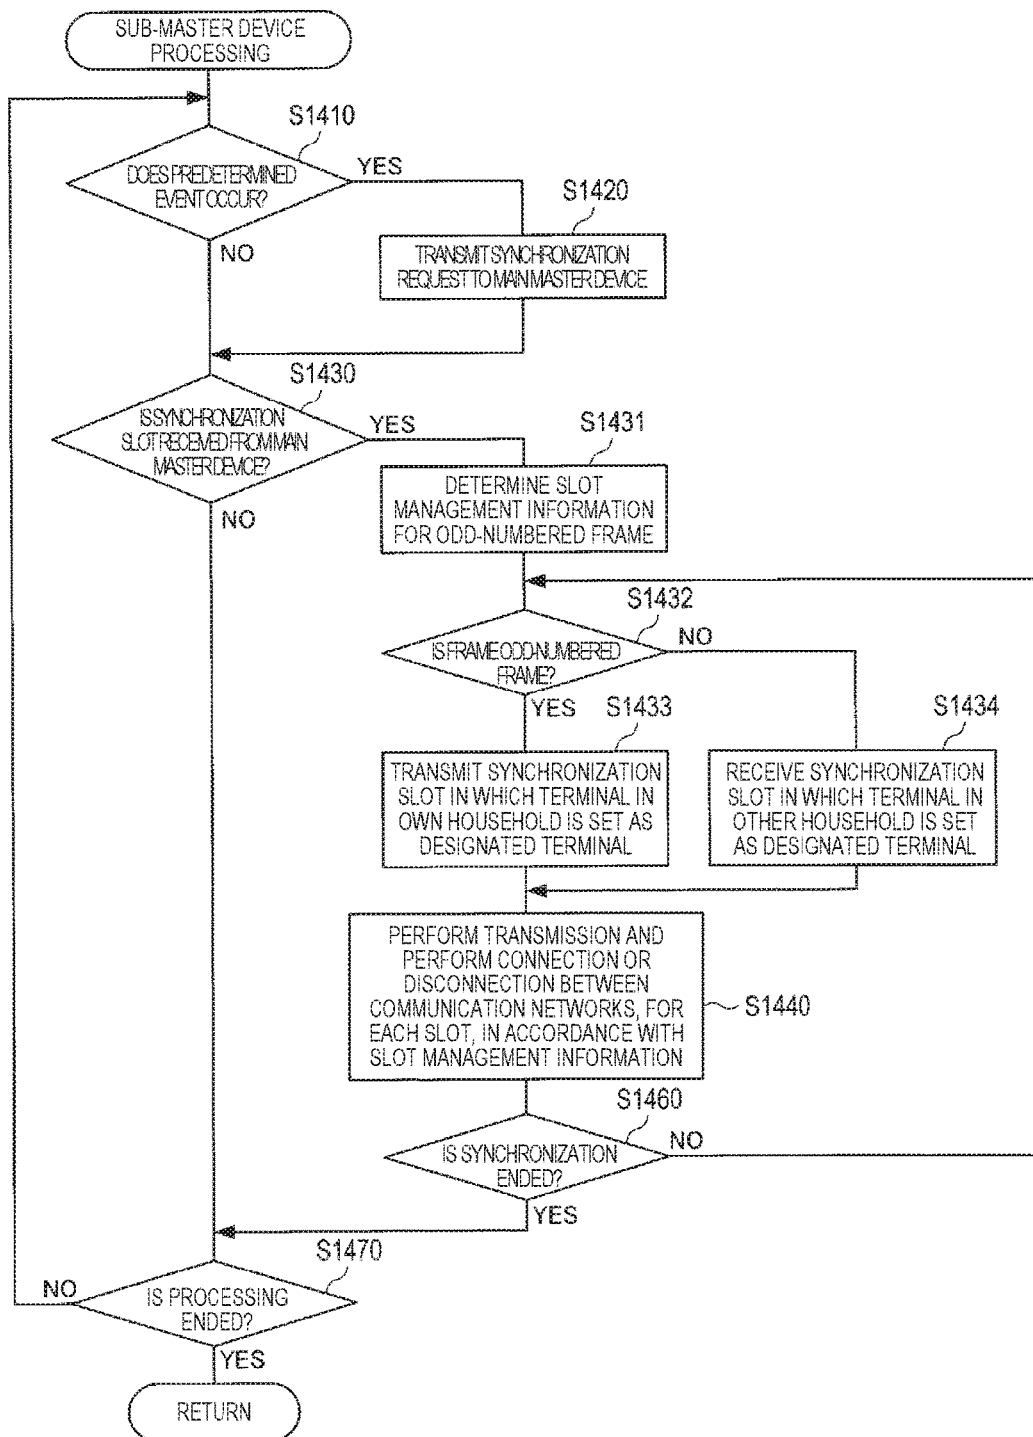 SUB-MASTER DEVICE
PROCESSING
S1410
DOES PREDETERMINED
EVENT OCCUR?
YES
NO
S1420
TRANSMIT SYNCHRONIZATION
REQUEST TO MAIN MASTER DEVICE
S1430
IS SYNCHRONIZATION
SLOT RECEIVED FROM MAIN
MASTER DEVICE?
YES
NO
S1431
DETERMINE SLOT
MANAGEMENT INFORMATION
FOR ODD-NUMBERED FRAME
S1432
IS FRAME ODD-NUMBERED
FRAME?
NO
YES
S1433
TRANSMIT SYNCHRONIZATION
SLOT IN WHICH TERMINAL IN
OWN HOUSEHOLD IS SET AS
DESIGNATED TERMINAL
S1434
RECEIVE SYNCHRONIZATION
SLOT IN WHICH TERMINAL IN
OTHER HOUSEHOLD IS SET
AS DESIGNATED TERMINAL
PERFORM TRANSMISSION AND
PERFORM CONNECTION OR
DISCONNECTION BETWEEN
COMMUNICATION NETWORKS, FOR
EACH SLOT, IN ACCORDANCE WITH
SLOT MANAGEMENT INFORMATION
S1440
S1460
IS SYNCHRONIZATION
ENDED?
NO
YES
S1470
NO
IS PROCESSING
ENDED?
YES
RETURN